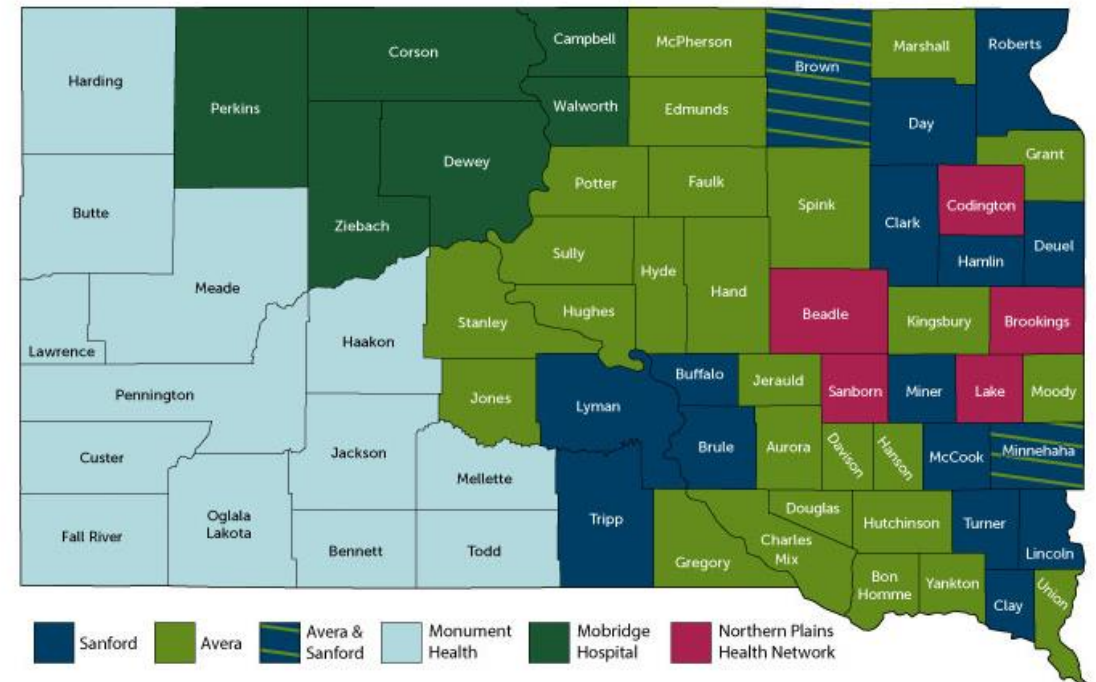 Harding
Perkins
Corson
Campbell
McPherson
Brown
Marshall
Roberts
Walworth
Edmunds
Day
Dewey
Grant
Butte
Ziebach
Potter
Faulk
Spink
Clark
Codington
Deuel
Hamlin
Meade
Sully
Hyde
Hand
Lawrence
Haakon
Stanley
Hughes
Beadle
Kingsbury
Brookings
Pennington
Jones
Lyman
Buffalo
Jerauld
Sanborn
Miner
Lake
Moody
Custer
Jackson
Mellette
Brule
Aurora
Davison
Hanson
McCook
Minnehaha
Fall River
Oglala
Lakota
Bennett
Todd
Tripp
Gregory
Charles
Mix
Douglas
Hutchinson
Turner
Lincoln
Bon
Homme
Yankton
Clay
Union
Sanford
Avera
Avera &
Sanford
Monument
Health
Mobridge
Hospital
Northern Plains
Health Network